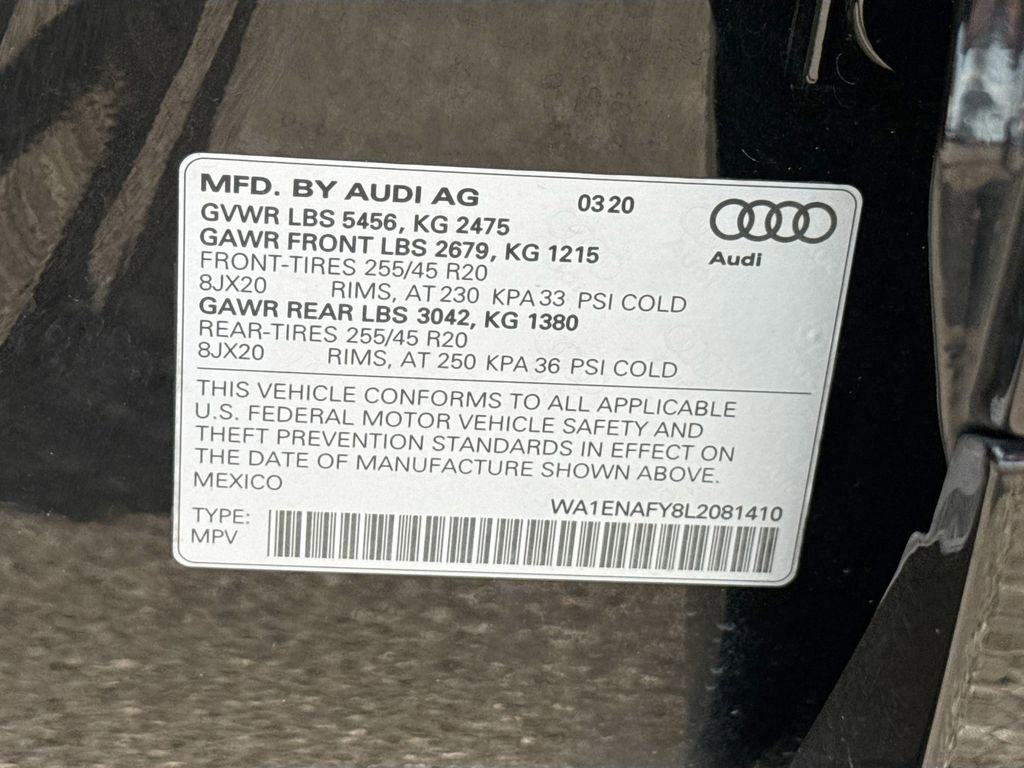 MFD. BY AUDI AG 0320
GVWR LBS 5456, KG 2475
GAWR FRONT LBS 2679, KG 1215
Audi
FRONT-TIRES 255/45 R20
8JX20 RIMS, AT 230 KPA 33 PSI COLD
GAWR REAR LBS 3042, KG 1380
REAR-TIRES 255/45 R20
8JX20 RIMS, AT 250 KPA 36 PSI COLD
THIS VEHICLE CONFORMS TO ALL APPLICABLE
U.S. FEDERAL MOTOR VEHICLE SAFETY AND
THEFT PREVENTION STANDARDS IN EFFECT ON
THE DATE OF MANUFACTURE SHOWN ABOVE.
MEXICO
WA1ENAFY8L2081410
TYPE:
MPV